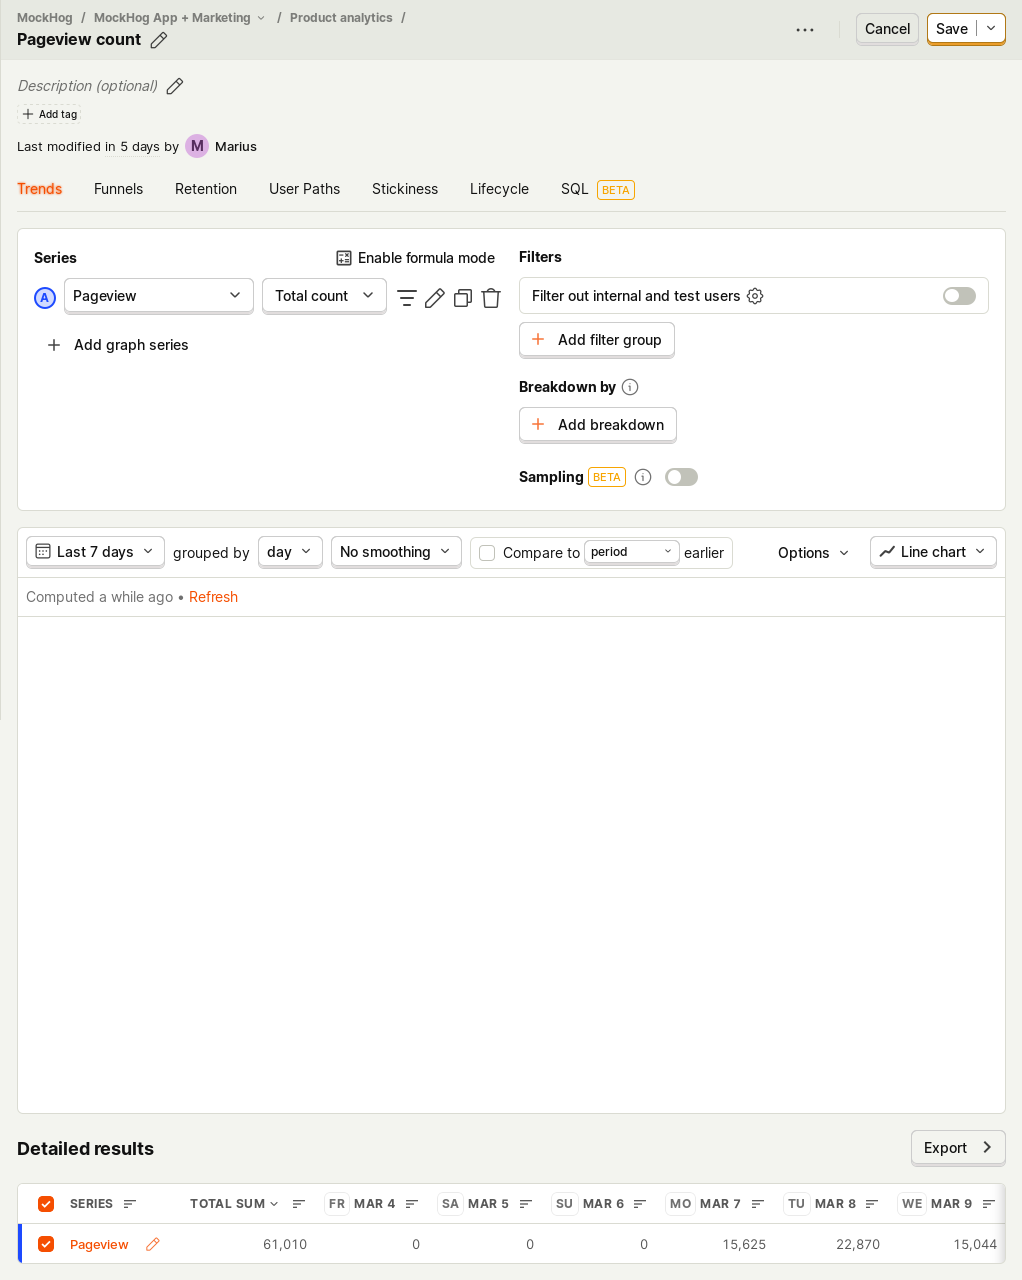 MockHog / MockHog App + Marketing / Product analytics /
Pageview count
Cancel
Save
Description (optional)
Add tag
Last modified in 5 days by M Marius
Trends Funnels Retention User Paths Stickiness Lifecycle SQL BETA
Series
Enable formula mode
A Pageview Total count
Add graph series
Filters
Filter out internal and test users
Add filter group
Breakdown by
Add breakdown
Sampling BETA
Last 7 days grouped by day No smoothing Compare to period earlier Options Line chart
Computed a while ago • Refresh
Detailed results
Export
SERIES TOTAL SUM FR MAR 4 SA MAR 5 SU MAR 6 MO MAR 7 TU MAR 8 WE MAR 9
Pageview 61,010 0 0 0 15,625 22,870 15,044